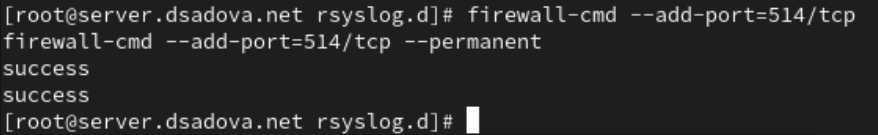 [root@server.dsadova.net rsyslog.d]# firewall-cmd --add-port=514/tcp
firewall-cmd --add-port=514/tcp --permanent
success
success
[root@server.dsadova.net rsyslog.d]#